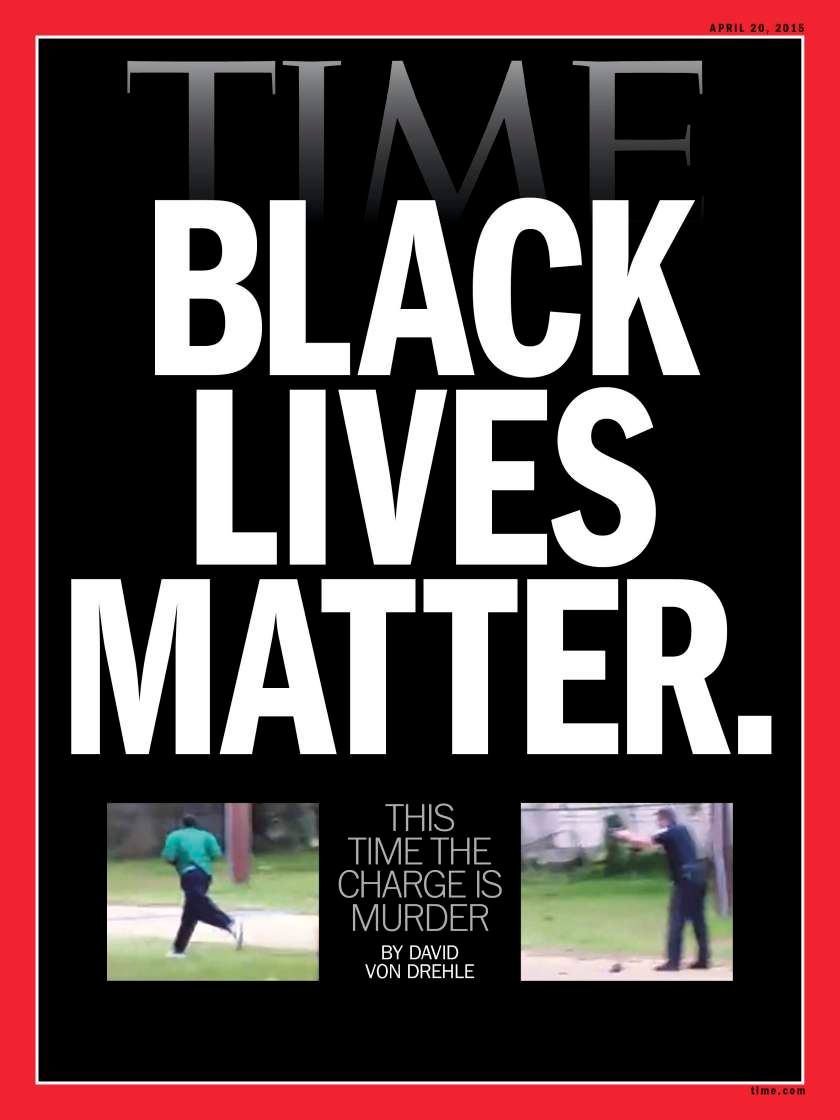 APRIL 20, 2015
TIME
BLACK
LIVES
MATTER.
THIS
TIME THE
CHARGE IS
MURDER
BY DAVID
VON DREHLE
time.com